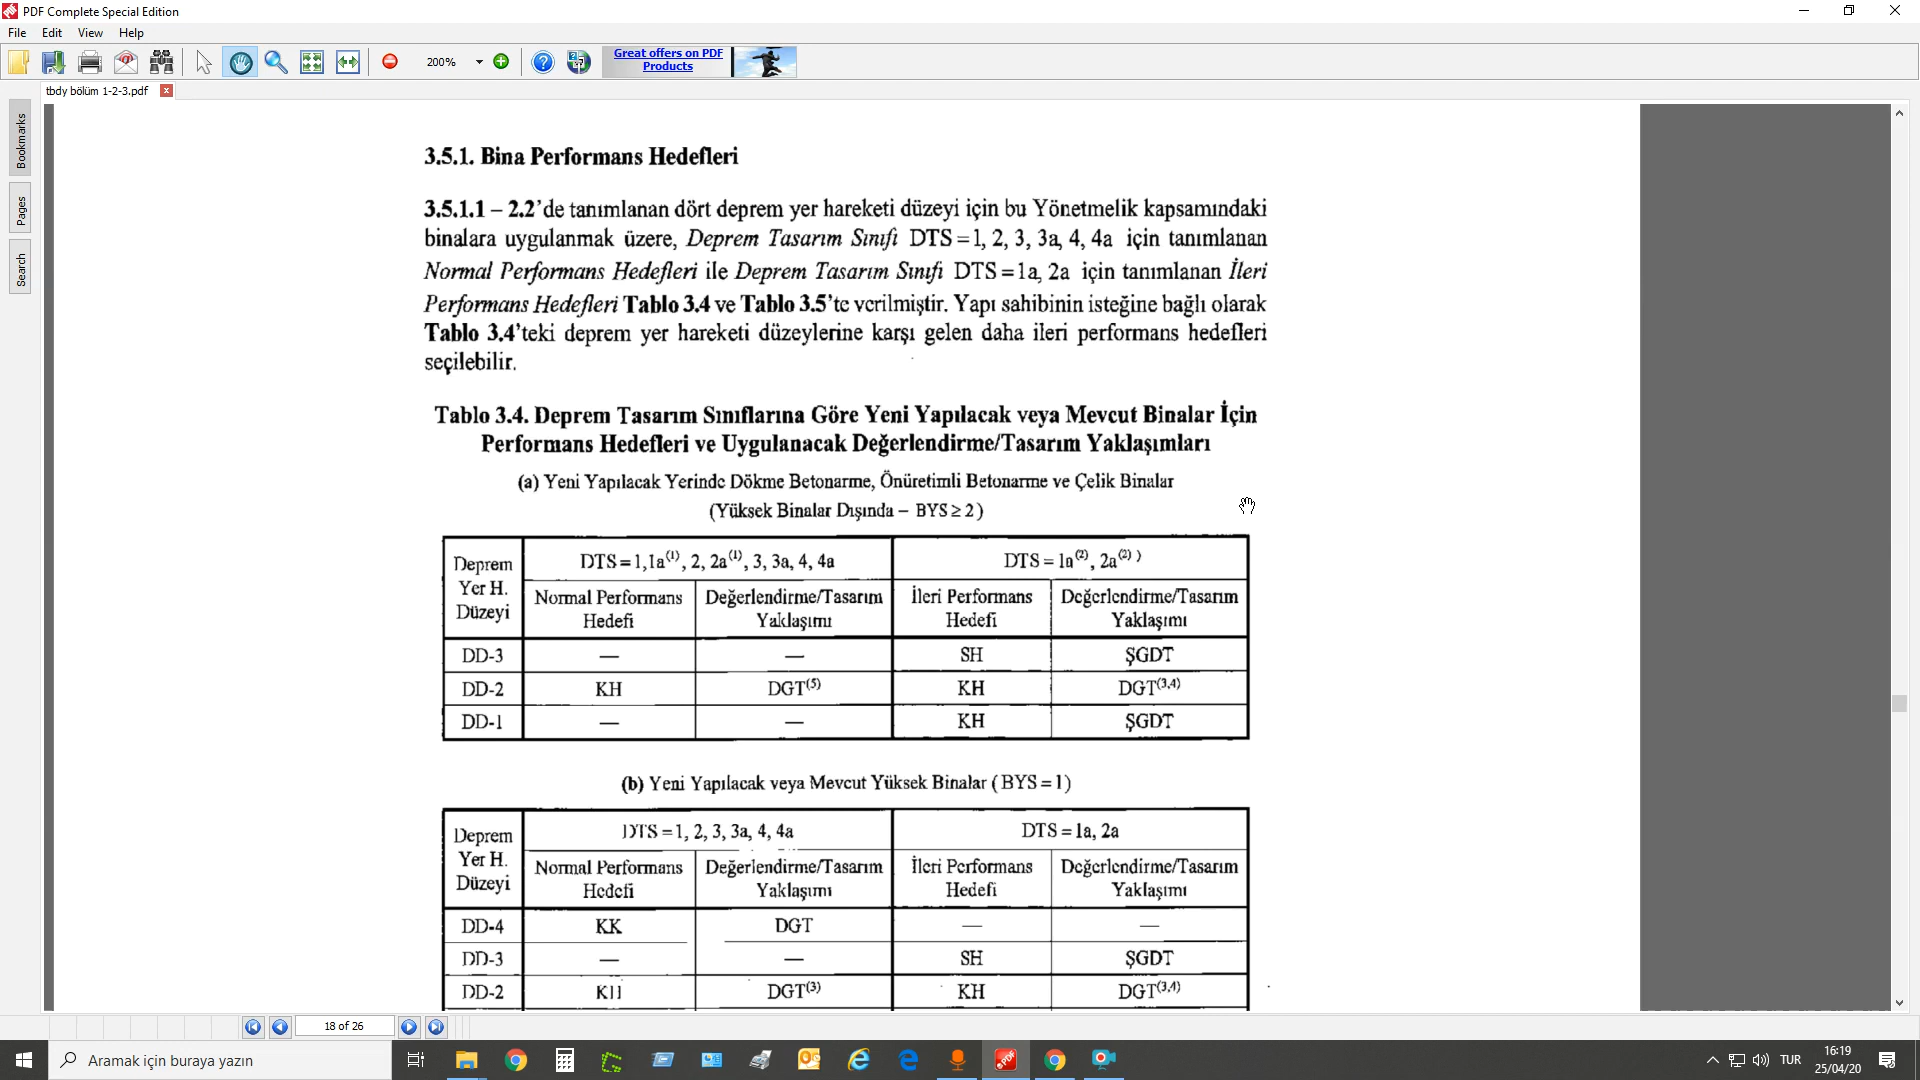 PDF Complete Special Edition
File Edit View Help
200%
Great offers on PDF
Products
tbdy bölüm 1-2-3.pdf
Bookmarks
Pages
Search
3.5.1. Bina Performans Hedefleri
3.5.1.1 – 2.2'de tanımlanan dört deprem yer hareketi düzeyi için bu Yönetmelik kapsamındaki
binalara uygulanmak üzere, Deprem Tasarım Sınıfı DTS = 1, 2, 3, 3a, 4, 4a için tanımlanan
Normal Performans Hedefleri ile Deprem Tasarım Sınıfı DTS = 1a, 2a için tanımlanan İleri
Performans Hedefleri Tablo 3.4 ve Tablo 3.5'te verilmiştir. Yapı sahibinin isteğine bağlı olarak
Tablo 3.4'teki deprem yer hareketi düzeylerine karşı gelen daha ileri performans hedefleri
seçilebilir.
Tablo 3.4. Deprem Tasarım Sınıflarına Göre Yeni Yapılacak veya Mevcut Binalar İçin
Performans Hedefleri ve Uygulanacak Değerlendirme/Tasarım Yaklaşımları
(a) Yeni Yapılacak Yerinde Dökme Betonarme, Önüretimli Betonarme ve Çelik Binalar
(Yüksek Binalar Dışında – BYS ≥ 2)
Deprem Yer H. Düzeyi
DTS = 1,1a(1), 2, 2a(1), 3, 3a, 4, 4a DTS = 1a(2), 2a(2) )
Normal Performans Hedefi Değerlendirme/Tasarım Yaklaşımı İleri Performans Hedefi Değerlendirme/Tasarım Yaklaşımı
DD-3 — — SH ŞGDT
DD-2 KH DGT(5) KH DGT(3,4)
DD-1 — — KH ŞGDT
(b) Yeni Yapılacak veya Mevcut Yüksek Binalar ( BYS = 1)
Deprem Yer H. Düzeyi
DTS = 1, 2, 3, 3a, 4, 4a DTS = 1a, 2a
Normal Performans Hedefi Değerlendirme/Tasarım Yaklaşımı İleri Performans Hedefi Değerlendirme/Tasarım Yaklaşımı
DD-4 KK DGT — —
DD-3 — — SH ŞGDT
DD-2 KH DGT(3) KH DGT(3,4)
18 of 26
Aramak için buraya yazın
TUR
16:19
25/04/20